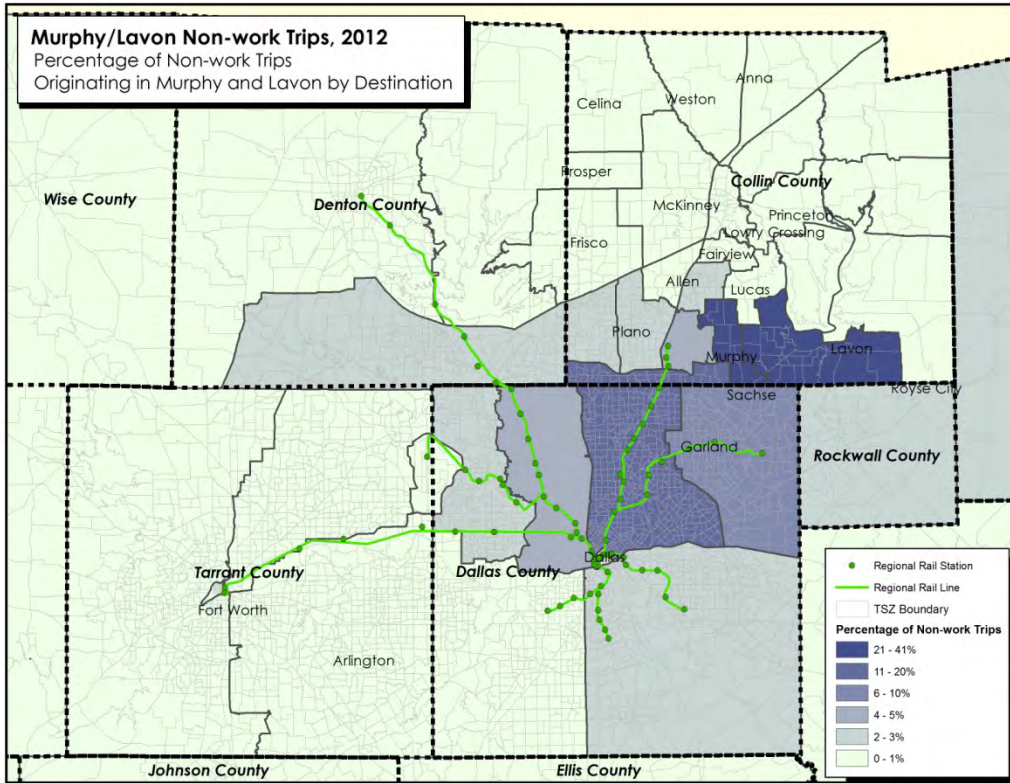 Murphy/Lavon Non-work Trips, 2012
Percentage of Non-work Trips
Originating in Murphy and Lavon by Destination
Anna
Weston
Celina
Prosper
Collin County
Wise County
Denton County
McKinney
Princeton
Lowry Crossing
Frisco
Fairview
Allen
Lucas
Plano
Murphy
Lavon
Sachse
Royse City
Garland
Rockwall County
Dallas
Tarrant County
Dallas County
Fort Worth
Arlington
Johnson County
Ellis County
Regional Rail Station
Regional Rail Line
TSZ Boundary
Percentage of Non-work Trips
21 - 41%
11 - 20%
6 - 10%
4 - 5%
2 - 3%
0 - 1%